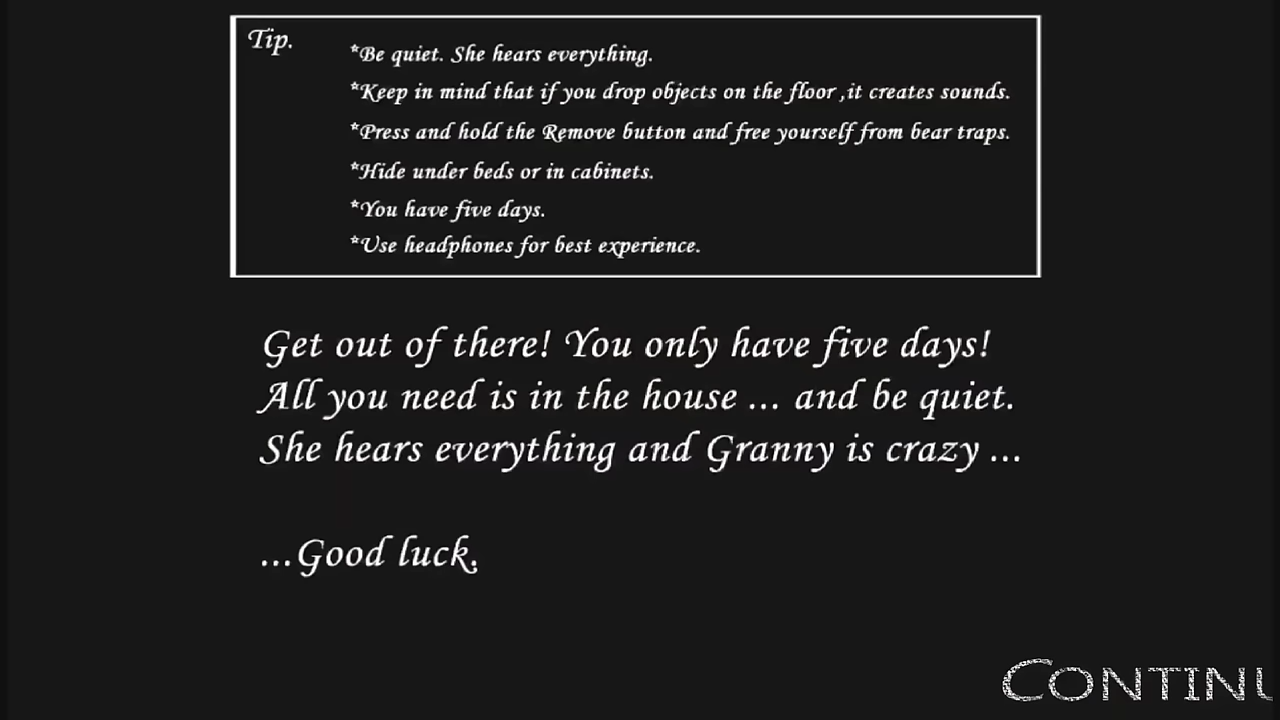 Tip.
*Be quiet. She hears everything.
*Keep in mind that if you drop objects on the floor ,it creates sounds.
*Press and hold the Remove button and free yourself from bear traps.
*Hide under beds or in cabinets.
*You have five days.
*Use headphones for best experience.
Get out of there! You only have five days!
All you need is in the house ... and be quiet.
She hears everything and Granny is crazy ...
...Good luck.
CONTINU